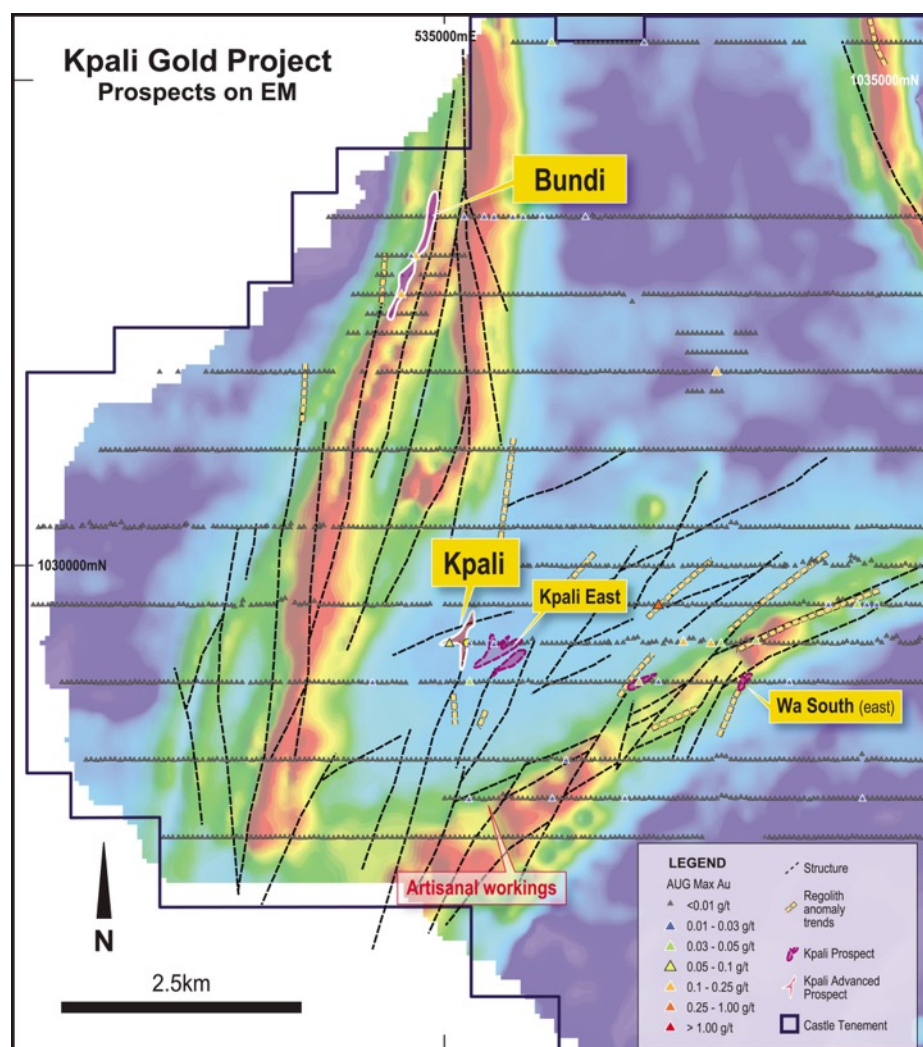 Kpali Gold Project
Prospects on EM
535000mE
1035000mN
Bundi
1030000mN
Kpali
Kpali East
Wa South (east)
Artisanal workings
N
2.5km
LEGEND
AUG Max Au
<0.01 g/t
0.01 - 0.03 g/t
0.03 - 0.05 g/t
0.05 - 0.1 g/t
0.1 - 0.25 g/t
0.25 - 1.00 g/t
> 1.00 g/t
Structure
Regolith
anomaly
trends
Kpali Prospect
Kpali Advanced
Prospect
Castle Tenement